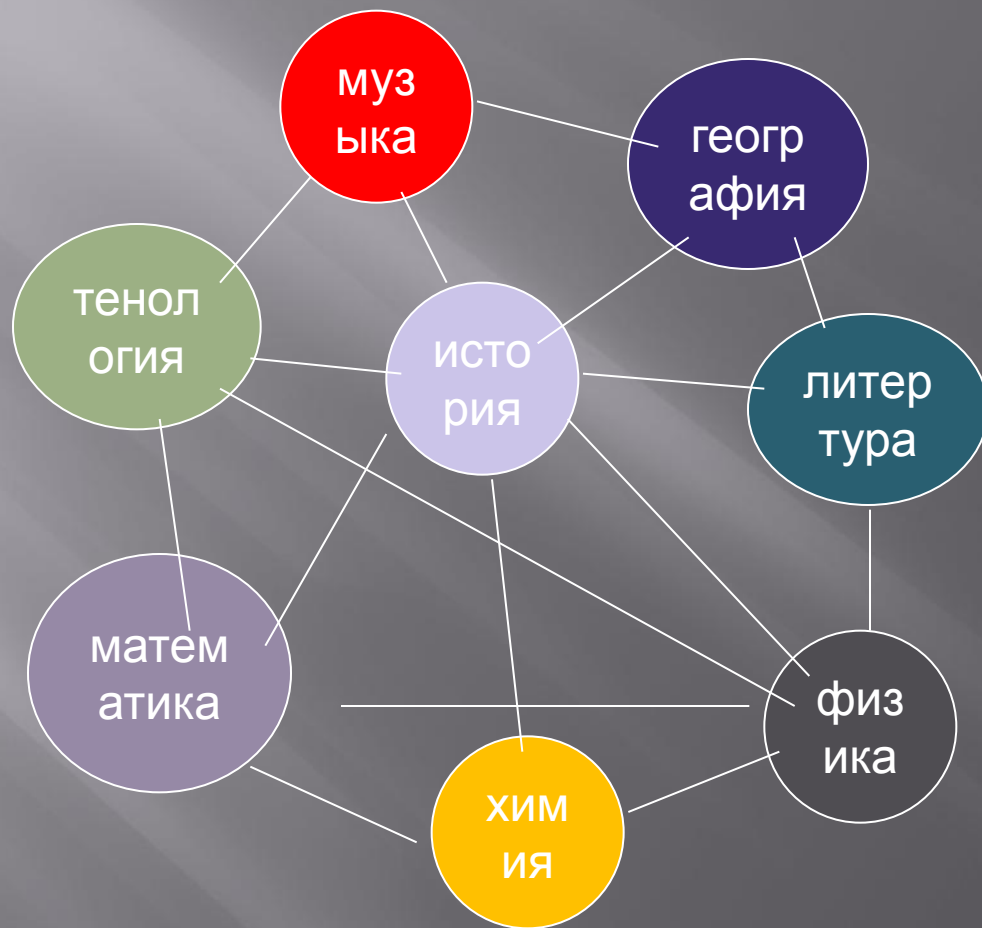 муз
ыка
геогр
афия
тенол
огия
исто
рия
литер
тура
матем
атика
физ
ика
хим
ия